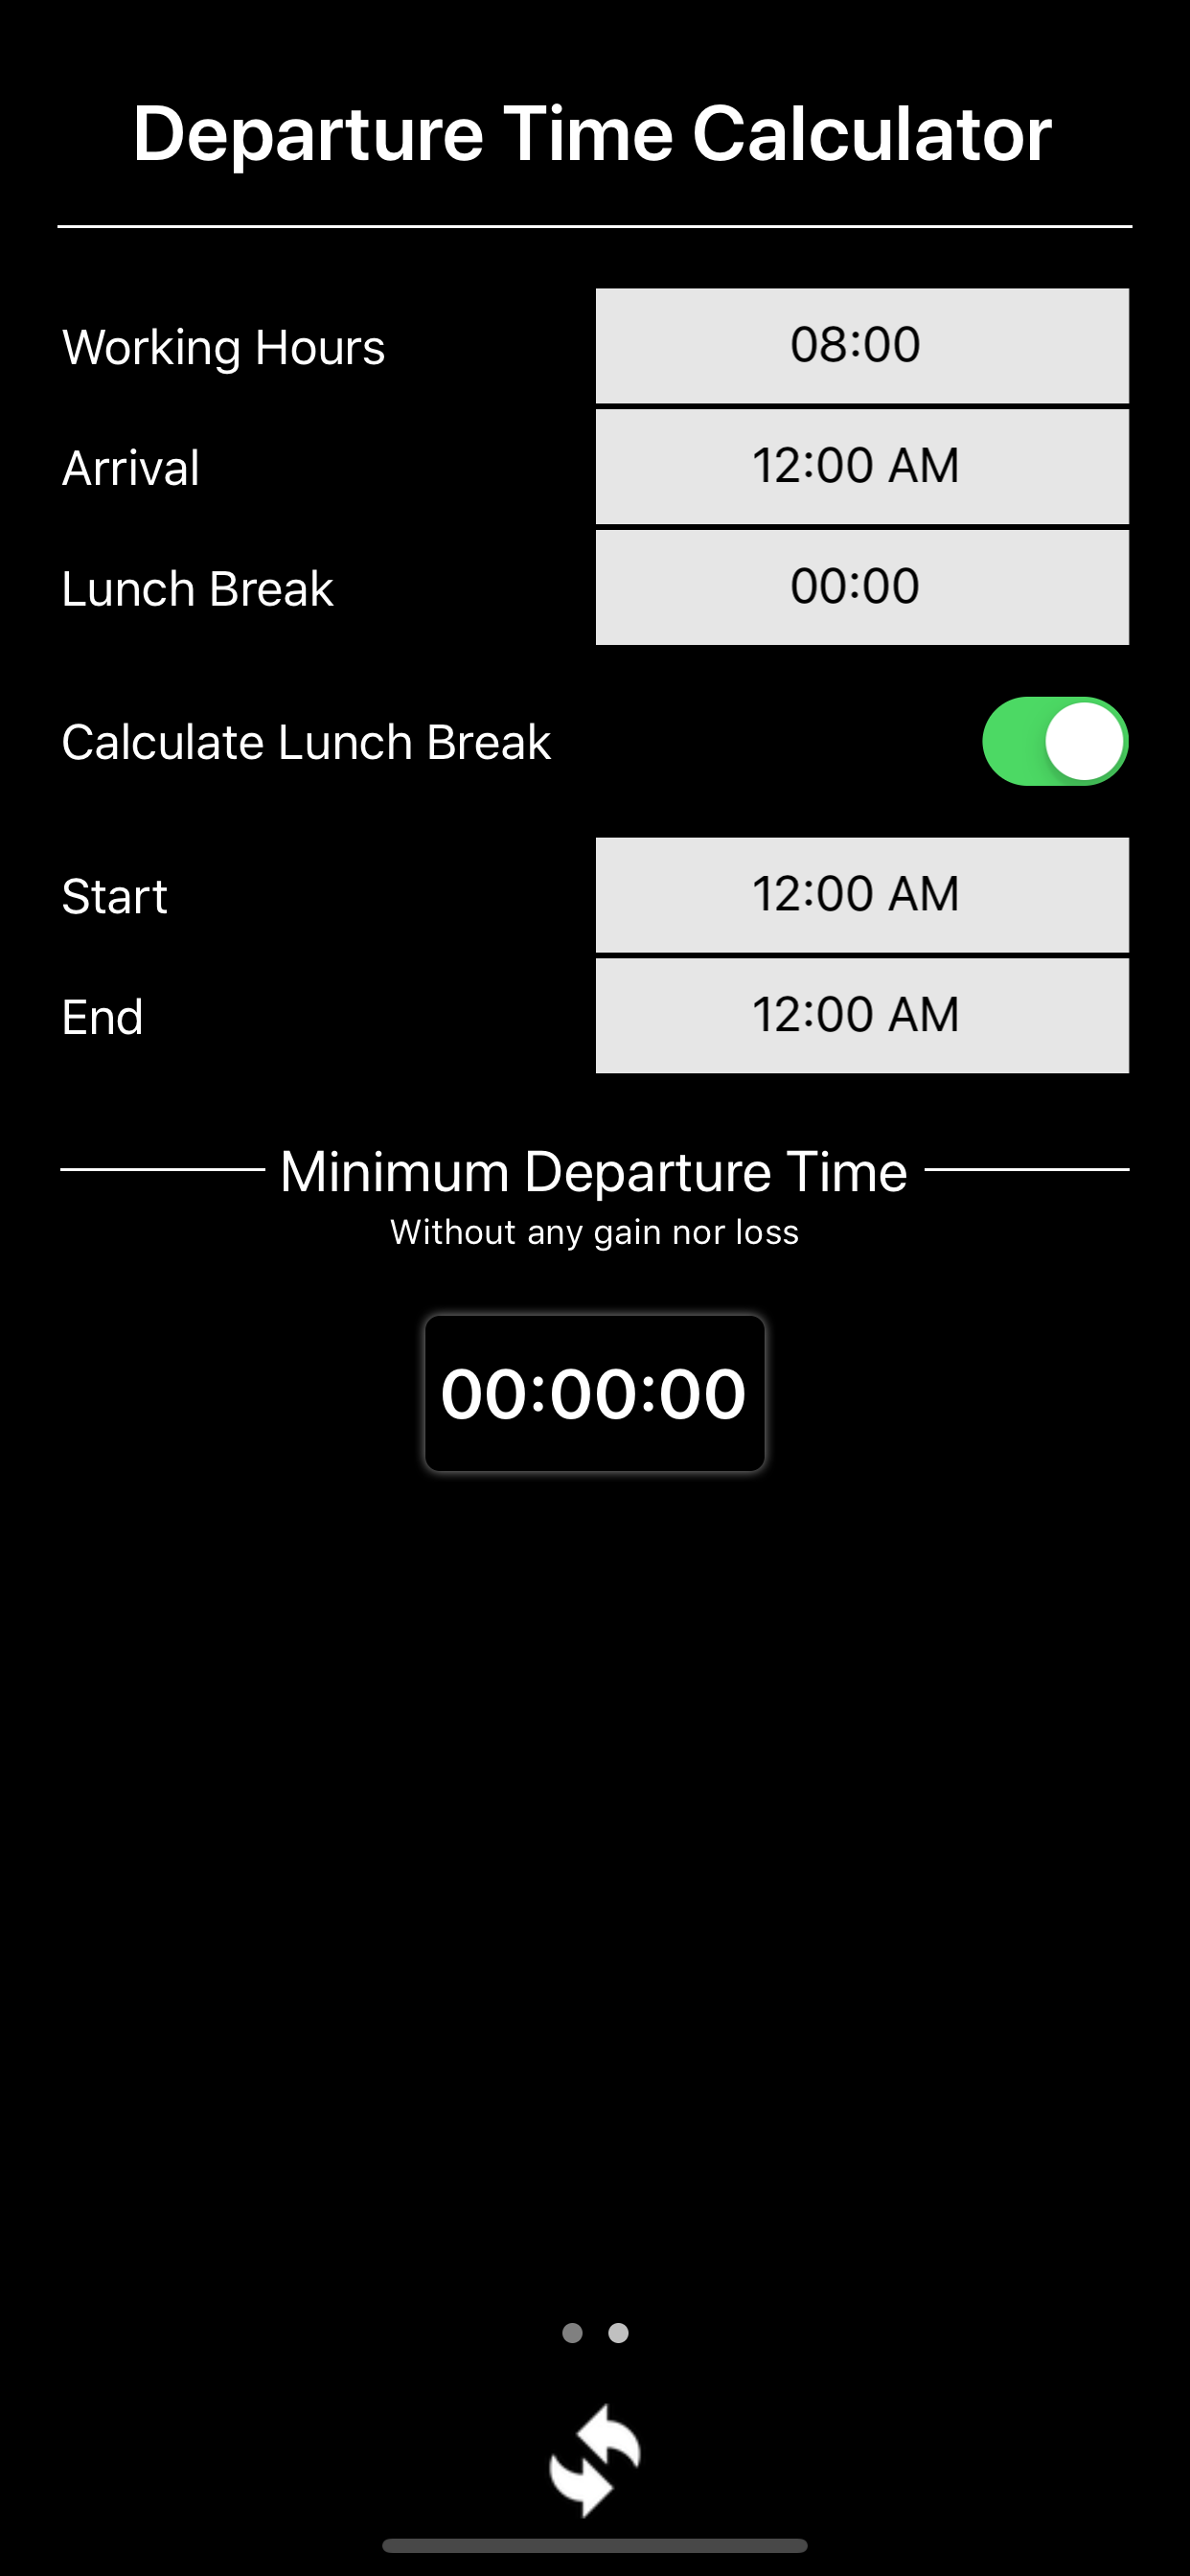 Departure Time Calculator
Working Hours 08:00
Arrival 12:00 AM
Lunch Break 00:00
Calculate Lunch Break
Start 12:00 AM
End 12:00 AM
Minimum Departure Time
Without any gain nor loss
00:00:00